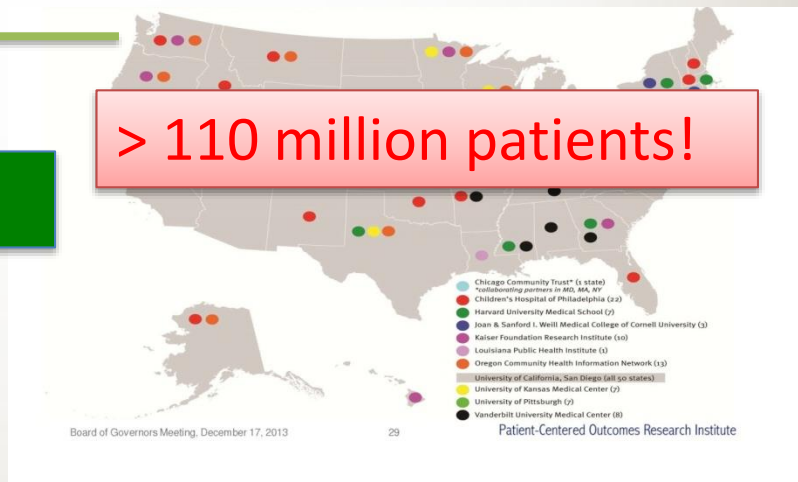 > 110 million patients!
Chicago Community Trust* (1 state)
*collaborating partners in MD, MA, NY
Children's Hospital of Philadelphia (22)
Harvard University Medical School (7)
Joan & Sanford I. Weill Medical College of Cornell University (3)
Kaiser Foundation Research Institute (10)
Louisiana Public Health Institute (1)
Oregon Community Health Information Network (13)
University of California, San Diego (all 50 states)
University of Kansas Medical Center (7)
University of Pittsburgh (7)
Vanderbilt University Medical Center (8)
Board of Governors Meeting, December 17, 2013
29
Patient-Centered Outcomes Research Institute